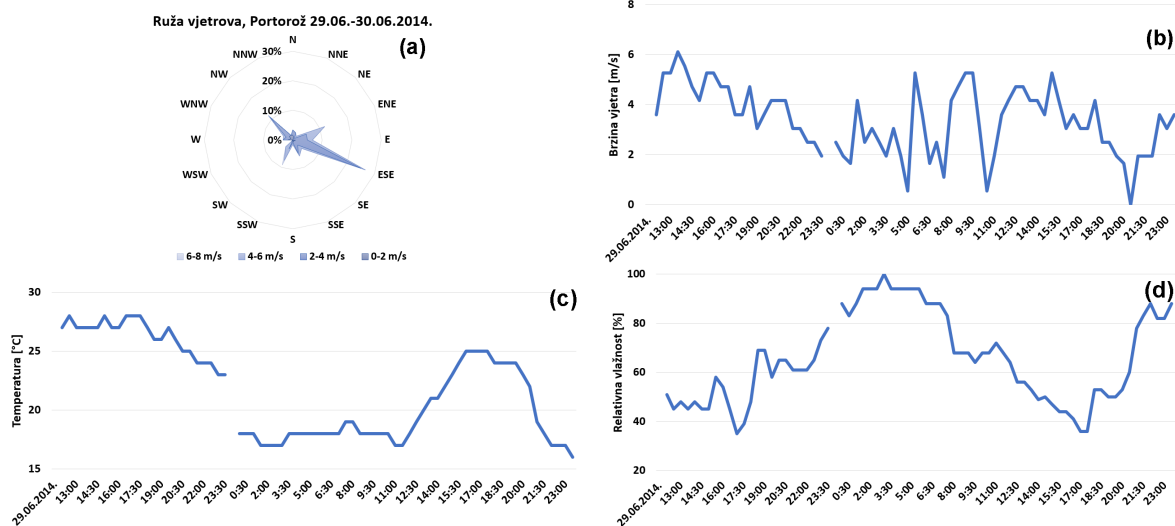 Ruža vjetrova, Portorož 29.06.-30.06.2014.
(a)
N
NNE
NE
ENE
E
ESE
SE
SSE
S
SSW
SW
WSW
W
WNW
NW
NNW
30%
20%
10%
0%
6-8 m/s 4-6 m/s 2-4 m/s 0-2 m/s
(b)
Brzina vjetra [m/s]
8
6
4
2
0
29.06.2014. 13:00 14:30 16:00 17:30 19:00 20:30 22:00 23:30 0:30 2:00 3:30 5:00 6:30 8:00 9:30 11:00 12:30 14:00 15:30 17:00 18:30 20:00 21:30 23:00
(c)
Temperatura [°C]
30
25
20
15
29.06.2014. 13:00 14:30 16:00 17:30 19:00 20:30 22:00 23:30 0:30 2:00 3:30 5:00 6:30 8:00 9:30 11:00 12:30 14:00 15:30 17:00 18:30 20:00 21:30 23:00
(d)
Relativna vlažnost [%]
100
80
60
40
20
29.06.2014. 13:00 14:30 16:00 17:30 19:00 20:30 22:00 23:30 0:30 2:00 3:30 5:00 6:30 8:00 9:30 11:00 12:30 14:00 15:30 17:00 18:30 20:00 21:30 23:00